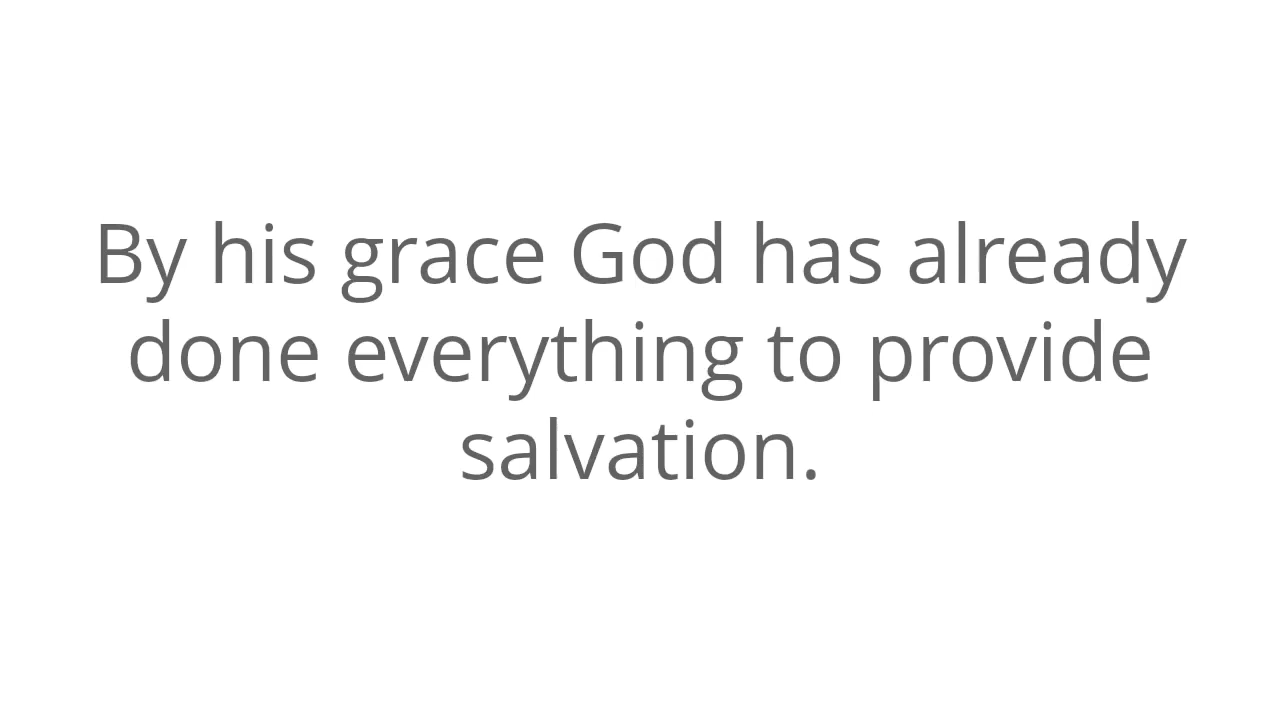 By his grace God has already
done everything to provide
salvation.